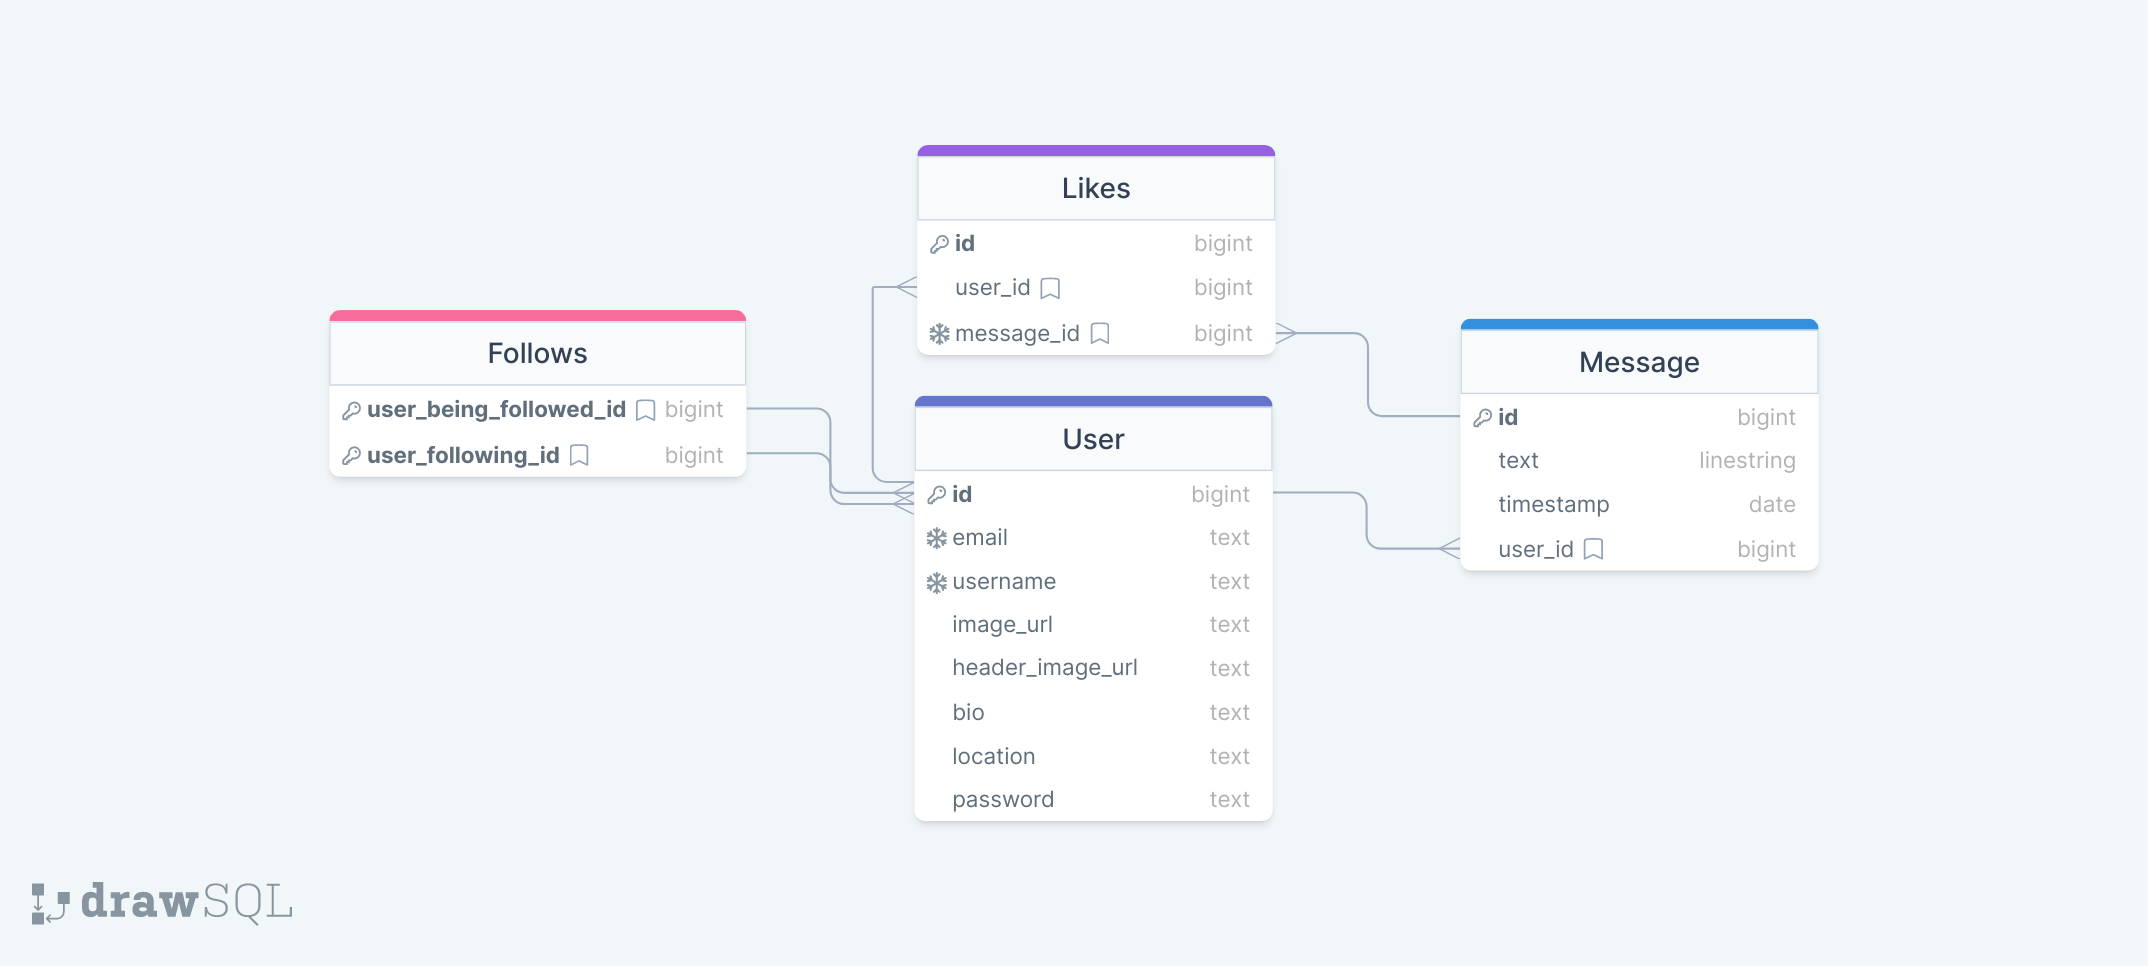 Likes
id bigint
user_id bigint
message_id bigint
Follows
user_being_followed_id bigint
user_following_id bigint
User
id bigint
email text
username text
image_url text
header_image_url text
bio text
location text
password text
Message
id bigint
text linestring
timestamp date
user_id bigint
drawSQL